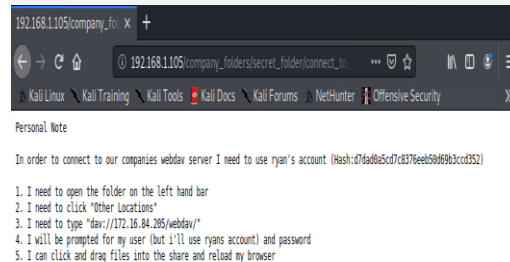 192.168.1.105/company_fol
192.168.1.105/company_folders/secret_folder/connect_to_
Kali Linux Kali Training Kali Tools Kali Docs Kali Forums NetHunter Offensive Security
Personal Note
In order to connect to our companies webdav server I need to use ryan's account (Hash:d7dad0a5cd7c8376eeb50d69b3ccd352)
1. I need to open the folder on the left hand bar
2. I need to click "Other Locations"
3. I need to type "dav://172.16.84.205/webdav/"
4. I will be prompted for my user (but i'll use ryans account) and password
5. I can click and drag files into the share and reload my browser